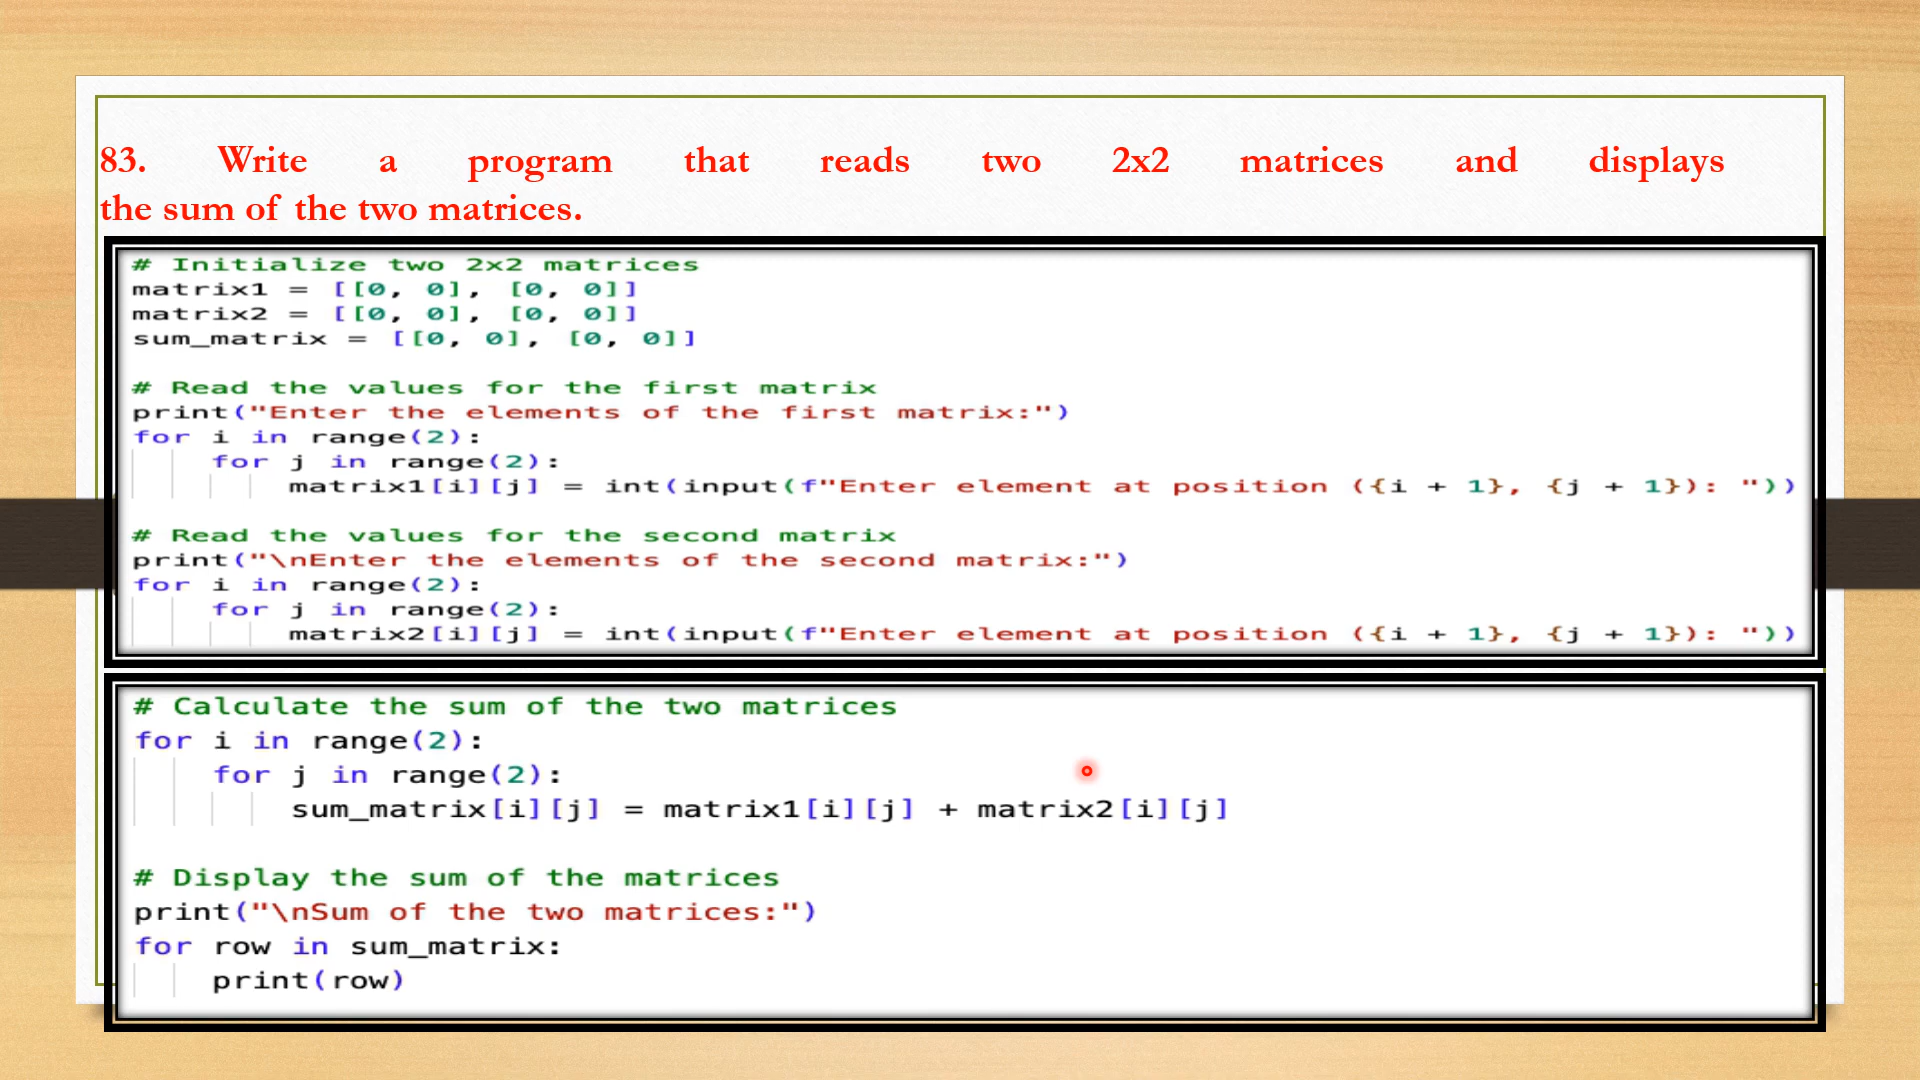 83. Write a program that reads two 2x2 matrices and displays
the sum of the two matrices.
# Initialize two 2x2 matrices
matrix1 = [[0, 0], [0, 0]]
matrix2 = [[0, 0], [0, 0]]
sum_matrix = [[0, 0], [0, 0]]
# Read the values for the first matrix
print("Enter the elements of the first matrix:")
for i in range(2):
    for j in range(2):
        matrix1[i][j] = int(input(f"Enter element at position ({i + 1}, {j + 1}): "))
# Read the values for the second matrix
print("\nEnter the elements of the second matrix:")
for i in range(2):
    for j in range(2):
        matrix2[i][j] = int(input(f"Enter element at position ({i + 1}, {j + 1}): "))
# Calculate the sum of the two matrices
for i in range(2):
    for j in range(2):
        sum_matrix[i][j] = matrix1[i][j] + matrix2[i][j]
# Display the sum of the matrices
print("\nSum of the two matrices:")
for row in sum_matrix:
    print(row)